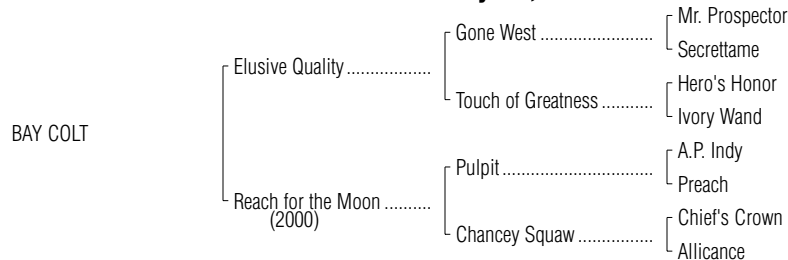 Mr. Prospector
Gone West ........................
Secrettame
Elusive Quality ..................
Hero's Honor
Touch of Greatness ...........
Ivory Wand
BAY COLT
A.P. Indy
Pulpit ................................
Preach
Reach for the Moon ..........
(2000)
Chief's Crown
Chancey Squaw ................
Allicance